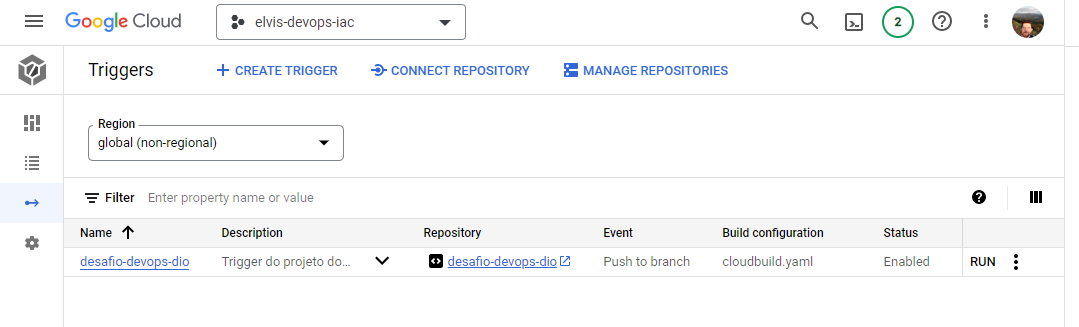 Google Cloud elvis-devops-iac 2
Triggers CREATE TRIGGER CONNECT REPOSITORY MANAGE REPOSITORIES
Region
global (non-regional)
Filter Enter property name or value
Name Description Repository Event Build configuration Status
desafio-devops-dio Trigger do projeto do... desafio-devops-dio Push to branch cloudbuild.yaml Enabled RUN